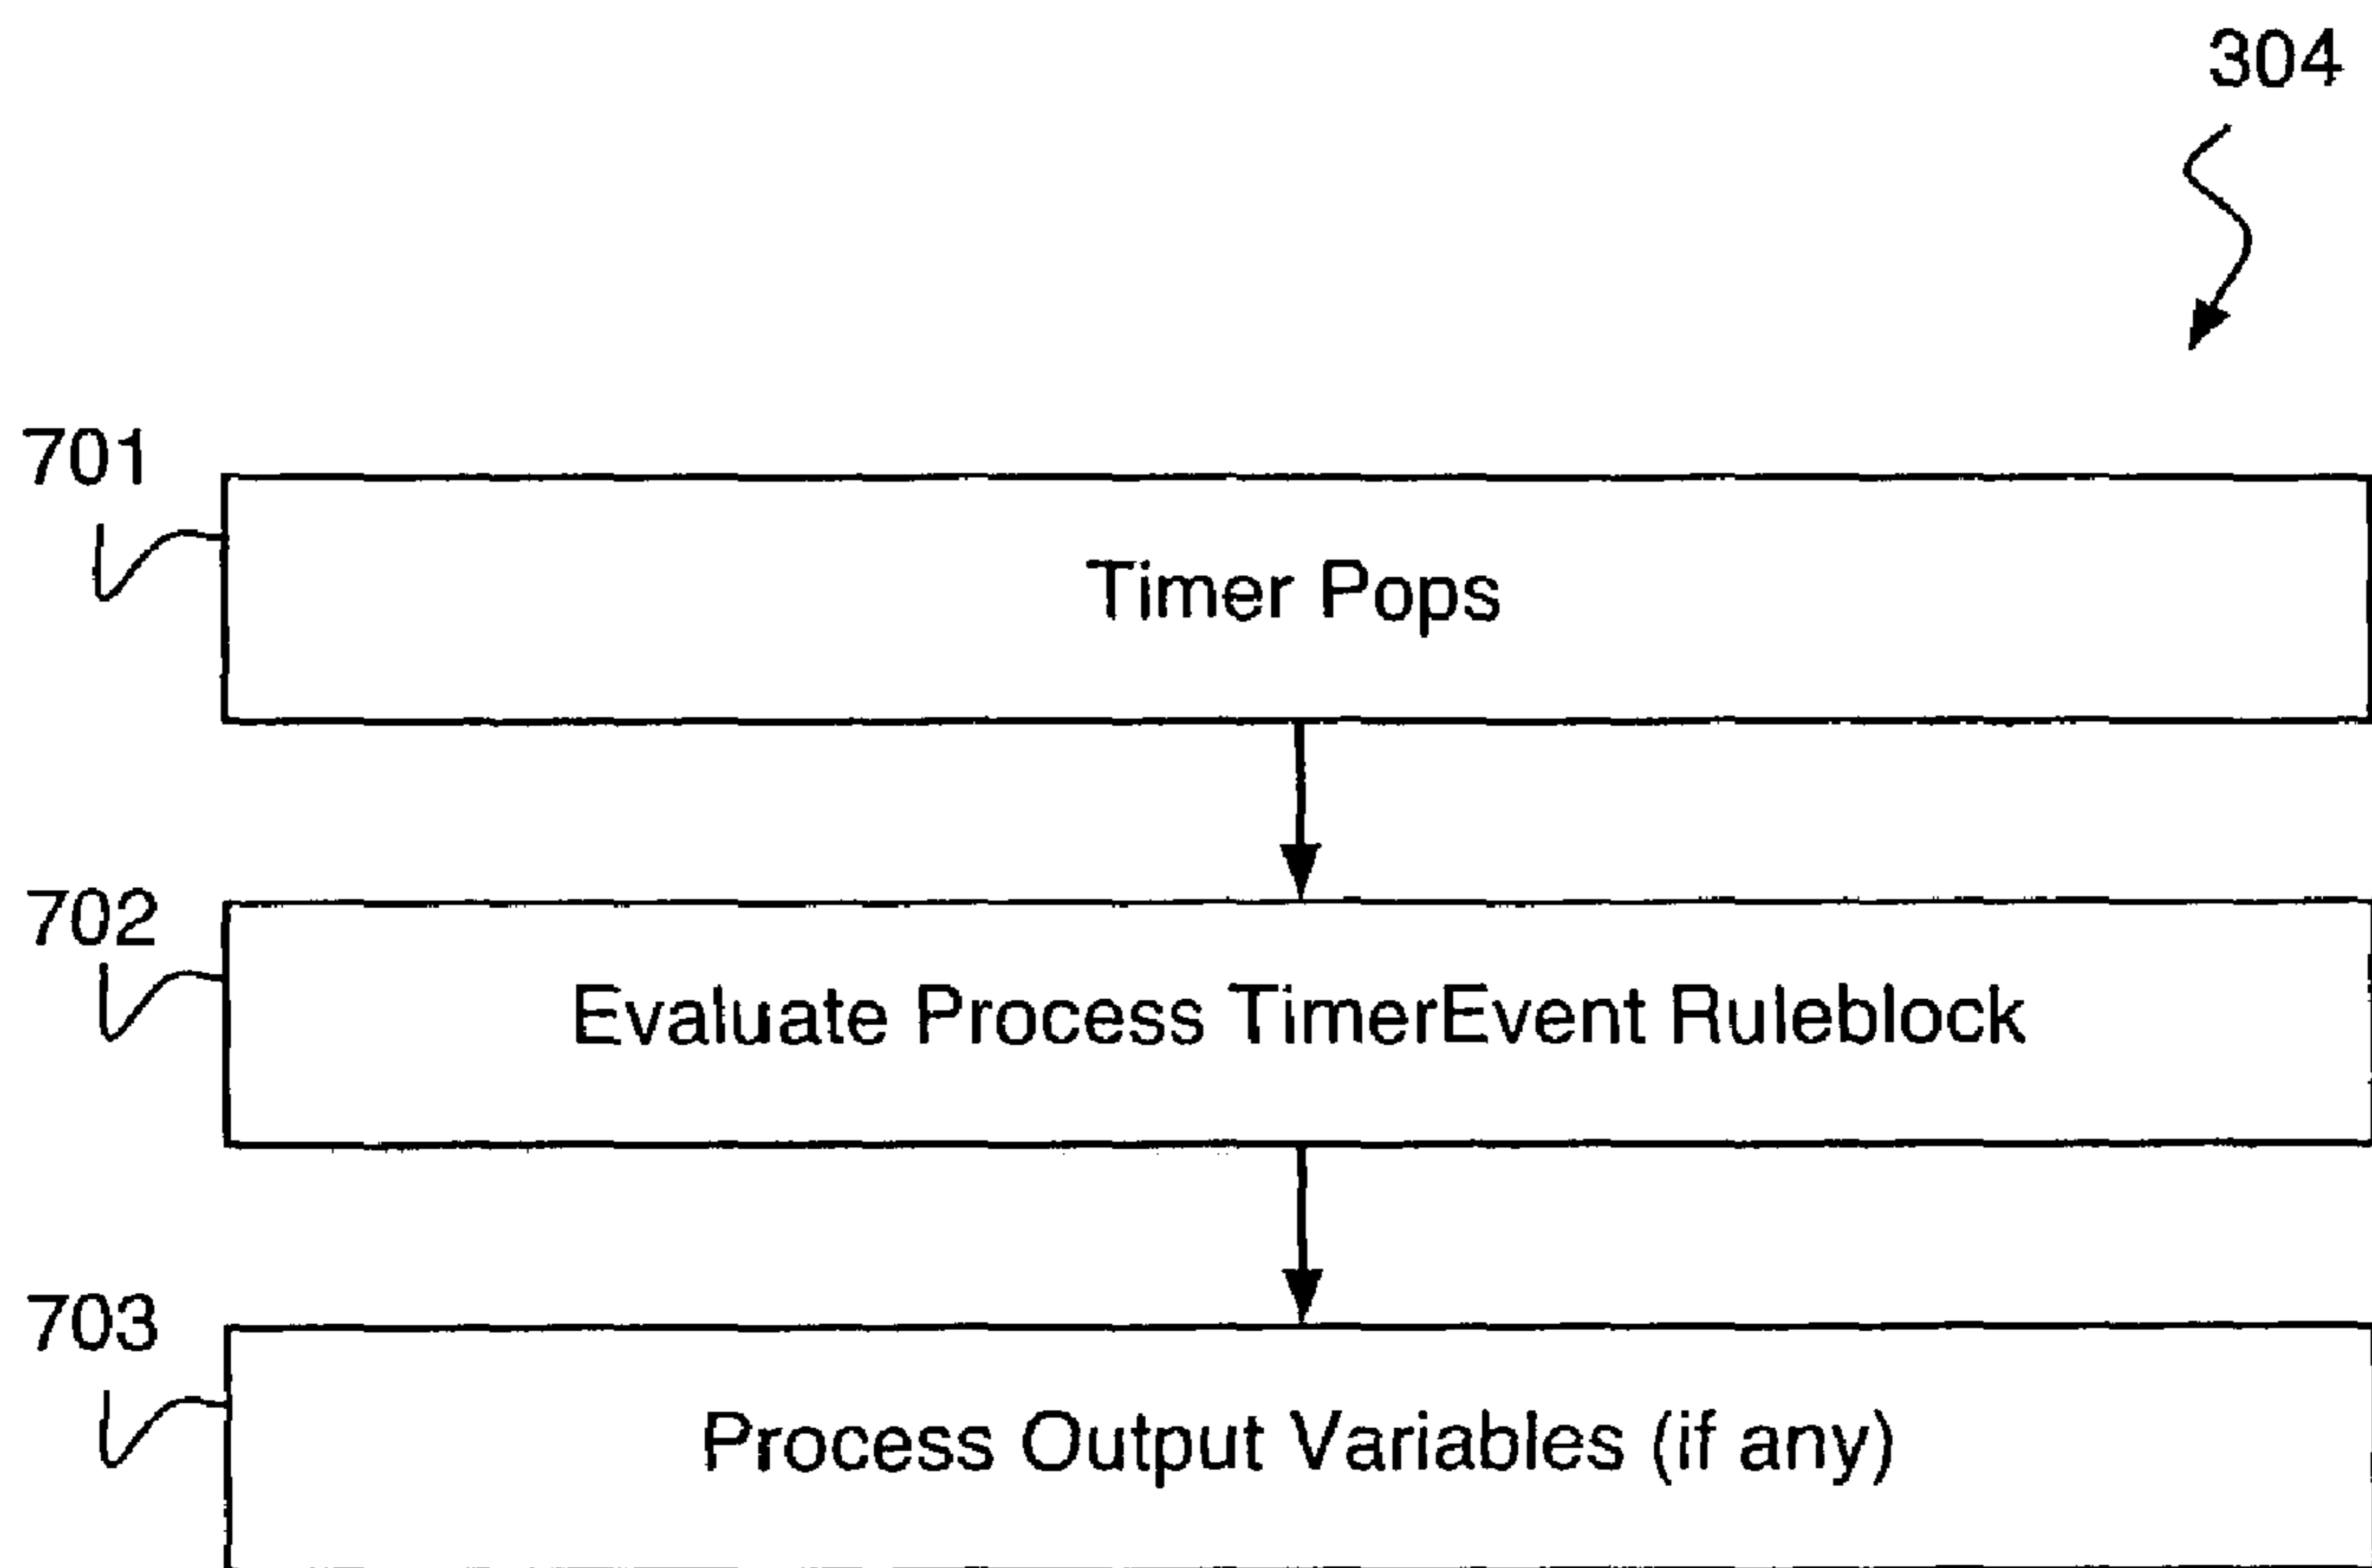 304
701
Timer Pops
702
Evaluate Process TimerEvent Ruleblock
703
Process Output Variables (if any)